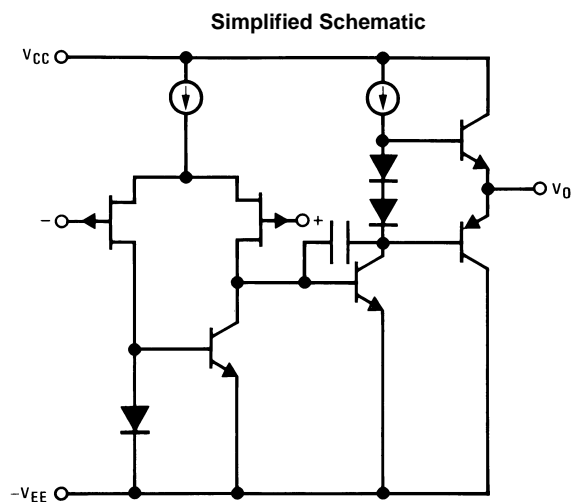 Simplified Schematic
VCC
VO
−
+
−VEE